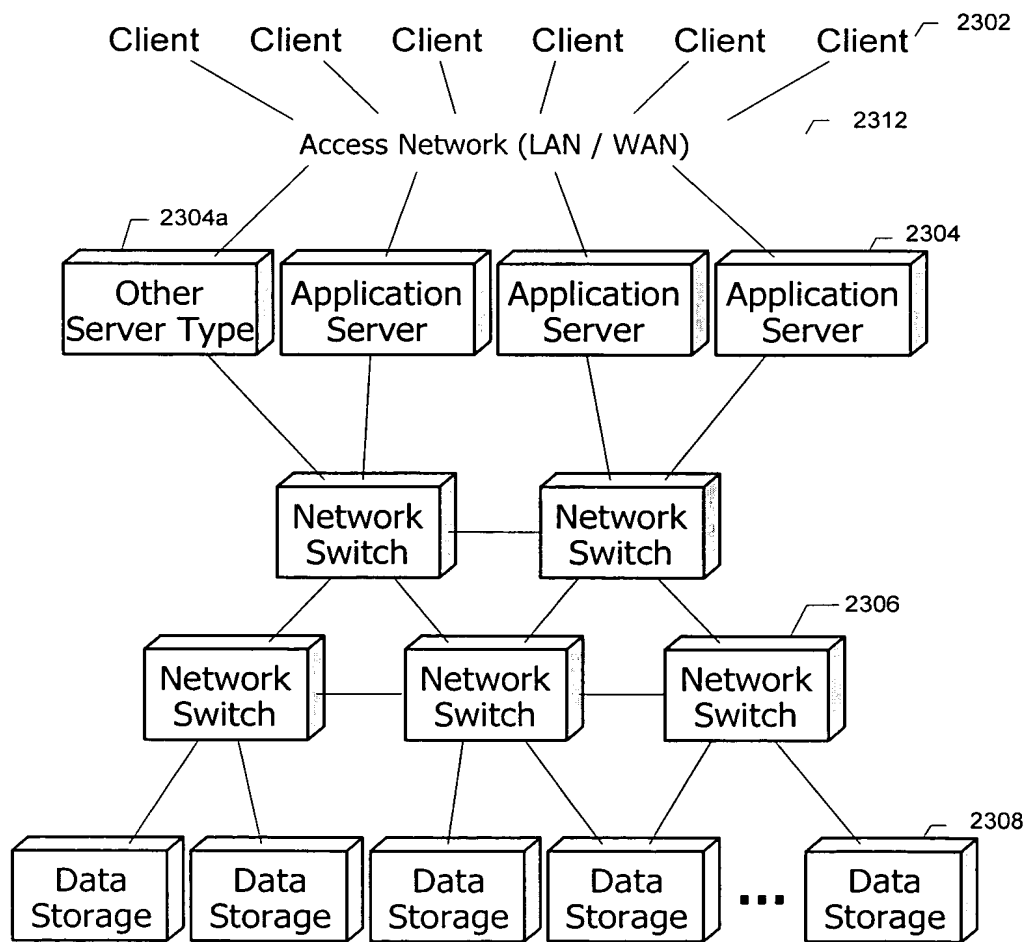 Client Client Client Client Client Client 2302
2312
Access Network (LAN / WAN)
2304a
2304
Other
Server Type
Application
Server
Application
Server
Application
Server
Network
Switch
Network
Switch
2306
Network
Switch
Network
Switch
Network
Switch
2308
Data
Storage
Data
Storage
Data
Storage
Data
Storage
...
Data
Storage